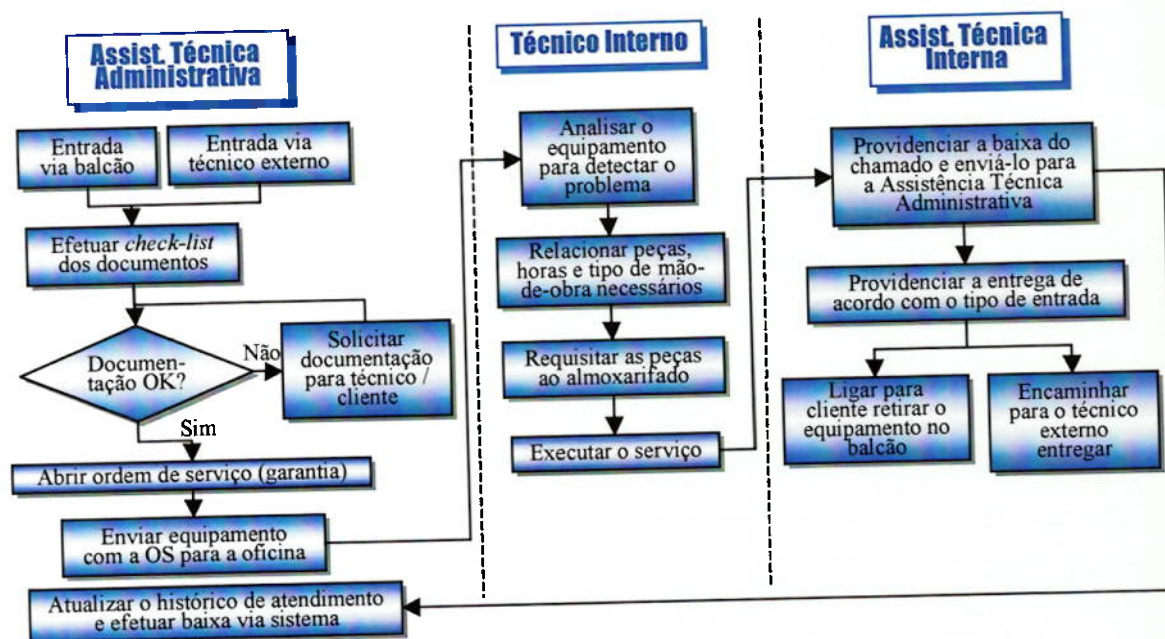 Assist. Técnica
Administrativa
Entrada
via balcão
Entrada via
técnico externo
Efetuar check-list
dos documentos
Documen-
tação OK?
Não
Solicitar
documentação
para técnico /
cliente
Sim
Abrir ordem de serviço (garantia)
Enviar equipamento
com a OS para a oficina
Atualizar o histórico de atendimento
e efetuar baixa via sistema
Técnico Interno
Analisar o
equipamento
para detectar o
problema
Relacionar peças,
horas e tipo de mão-
de-obra necessários
Requisitar as peças
ao almoxarifado
Executar o serviço
Assist. Técnica
Interna
Providenciar a baixa do
chamado e enviá-lo para
a Assistência Técnica
Administrativa
Providenciar a entrega de
acordo com o tipo de entrada
Ligar para
cliente retirar o
equipamento no
balcão
Encaminhar
para o técnico
externo
entregar